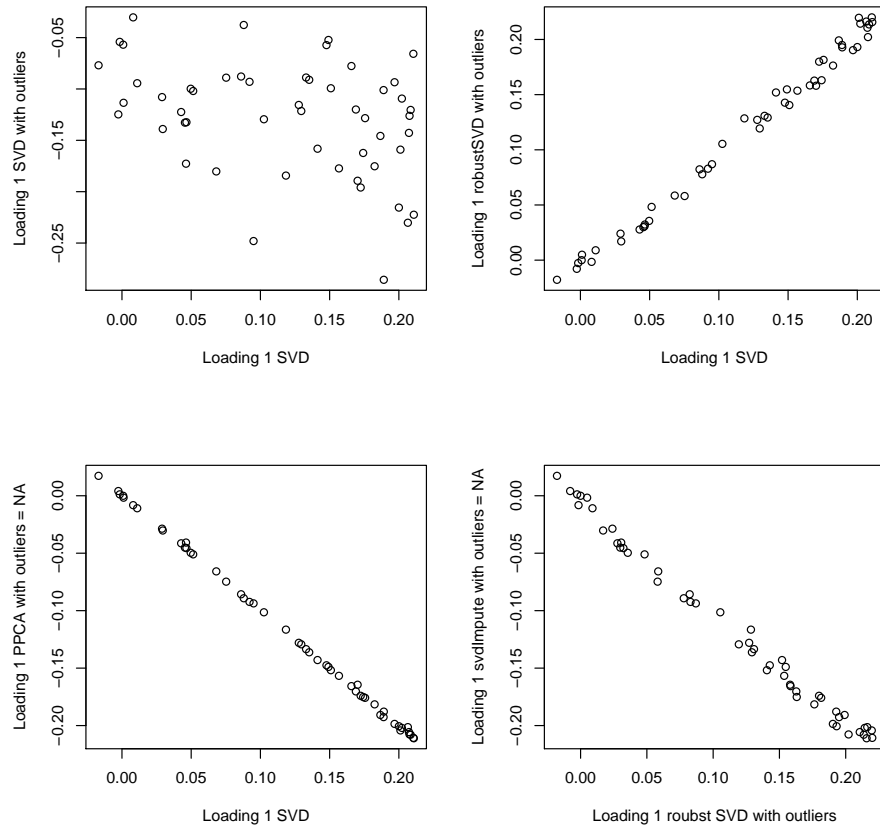 Loading 1 SVD with outliers
−0.05
−0.15
−0.25
0.00 0.05 0.10 0.15 0.20
Loading 1 SVD
Loading 1 robustSVD with outliers
0.20
0.15
0.10
0.05
0.00
0.00 0.05 0.10 0.15 0.20
Loading 1 SVD
Loading 1 PPCA with outliers = NA
0.00
−0.05
−0.10
−0.15
−0.20
0.00 0.05 0.10 0.15 0.20
Loading 1 SVD
Loading 1 svdImpute with outliers = NA
0.00
−0.05
−0.10
−0.15
−0.20
0.00 0.05 0.10 0.15 0.20
Loading 1 roubst SVD with outliers